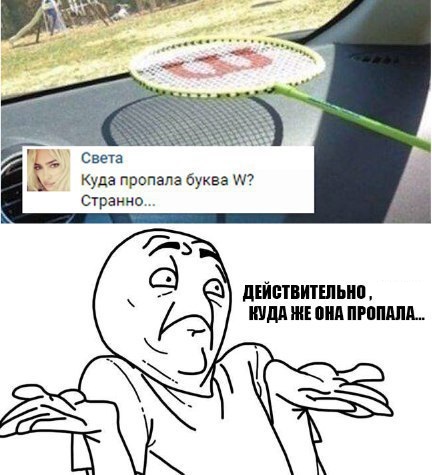 W
Света
Куда пропала буква W?
Странно...
ДЕЙСТВИТЕЛЬНО ,
КУДА ЖЕ ОНА ПРОПАЛА...